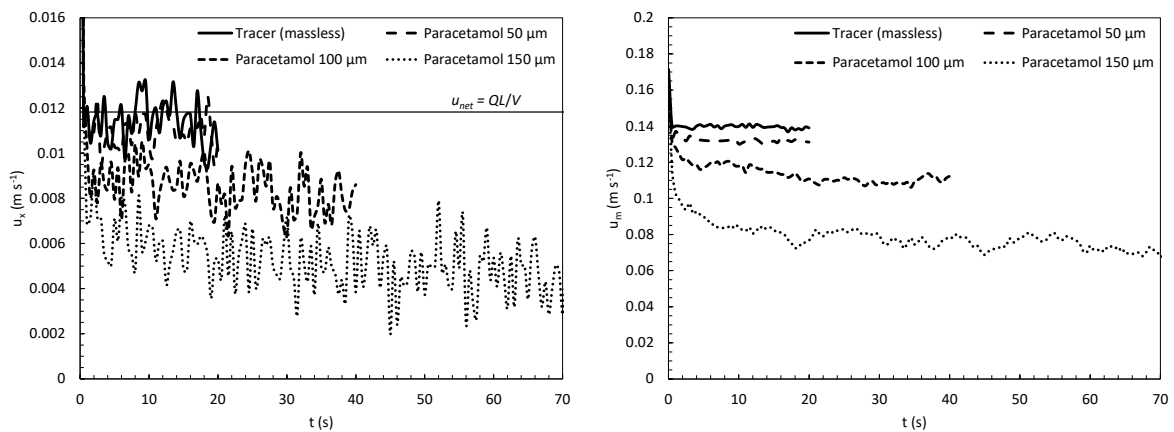 0.016
0.014
0.012
0.01
0.008
0.006
0.004
0.002
0
u_x (m s⁻¹)
Tracer (massless) Paracetamol 50 μm
Paracetamol 100 μm Paracetamol 150 μm
u_net = QL/V
0 10 20 30 40 50 60 70
t (s)
0.2
0.18
0.16
0.14
0.12
0.1
0.08
0.06
0.04
0.02
0
u_m (m s⁻¹)
Tracer (massless) Paracetamol 50 μm
Paracetamol 100 μm Paracetamol 150 μm
0 10 20 30 40 50 60 70
t (s)